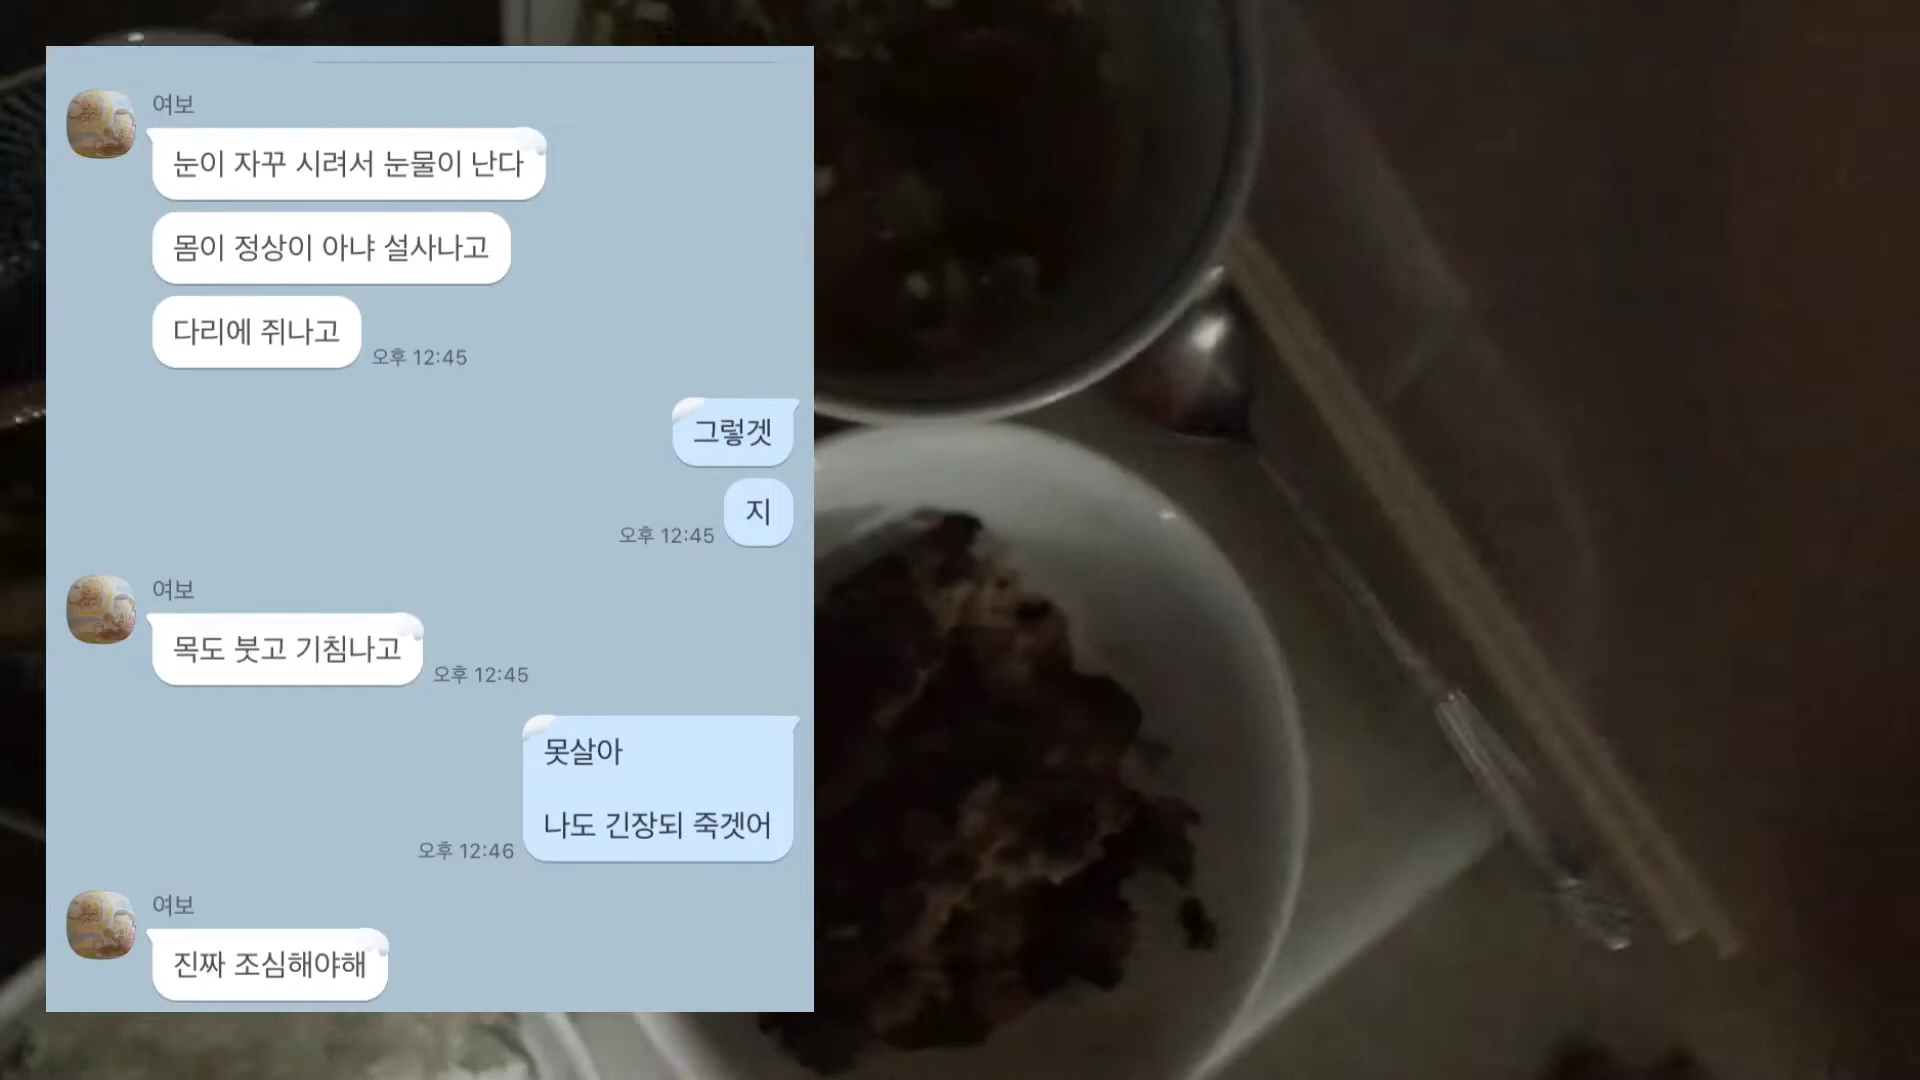 여보
눈이 자꾸 시려서 눈물이 난다
몸이 정상이 아냐 설사나고
다리에 쥐나고
오후 12:45
그렇겟
지
오후 12:45
여보
목도 붓고 기침나고
오후 12:45
못살아
나도 긴장되 죽겟어
오후 12:46
여보
진짜 조심해야해